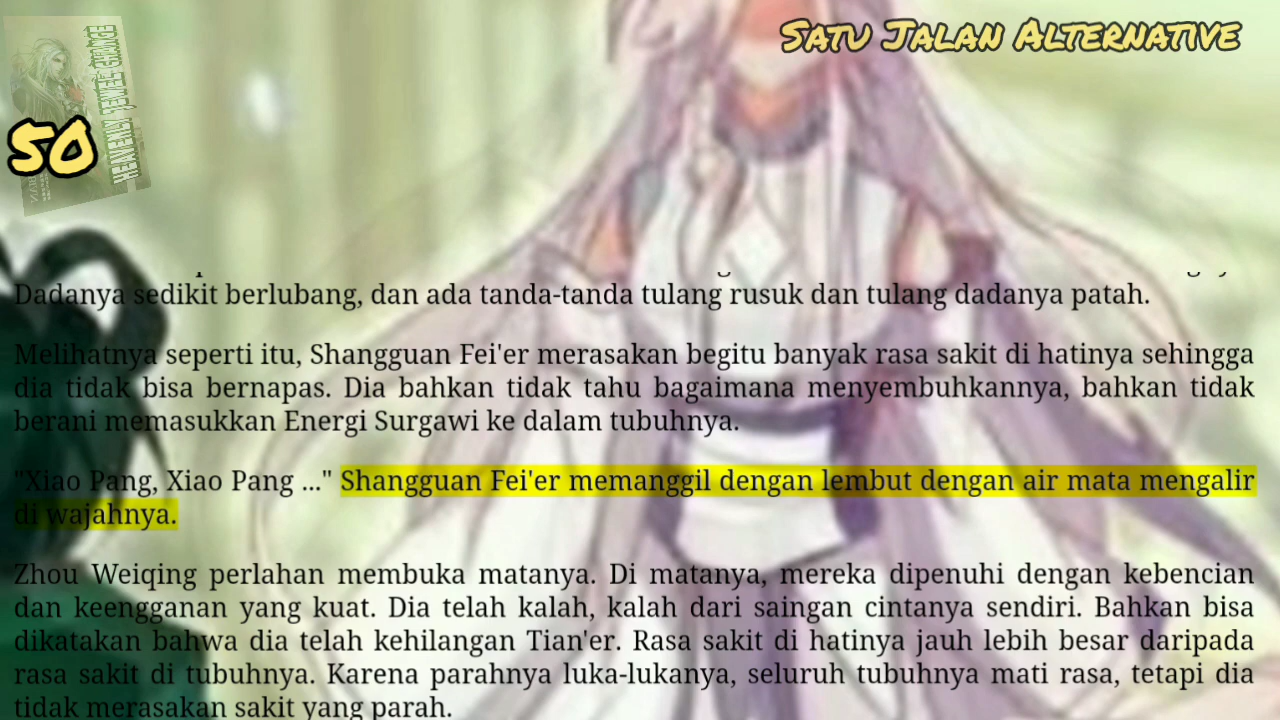 Satu Jalan Alternative
HEAVENLY JEWEL CHANGE
50
Dadanya sedikit berlubang, dan ada tanda-tanda tulang rusuk dan tulang dadanya patah.
Melihatnya seperti itu, Shangguan Fei'er merasakan begitu banyak rasa sakit di hatinya sehingga
dia tidak bisa bernapas. Dia bahkan tidak tahu bagaimana menyembuhkannya, bahkan tidak
berani memasukkan Energi Surgawi ke dalam tubuhnya.
"Xiao Pang, Xiao Pang ..." Shangguan Fei'er memanggil dengan lembut dengan air mata mengalir
di wajahnya.
Zhou Weiqing perlahan membuka matanya. Di matanya, mereka dipenuhi dengan kebencian
dan keengganan yang kuat. Dia telah kalah, kalah dari saingan cintanya sendiri. Bahkan bisa
dikatakan bahwa dia telah kehilangan Tian'er. Rasa sakit di hatinya jauh lebih besar daripada
rasa sakit di tubuhnya. Karena parahnya luka-lukanya, seluruh tubuhnya mati rasa, tetapi dia
tidak merasakan sakit yang parah.